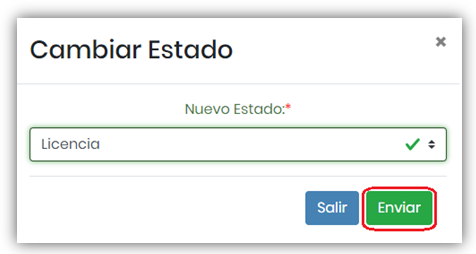 Cambiar Estado
×
Nuevo Estado:*
Licencia
Salir
Enviar